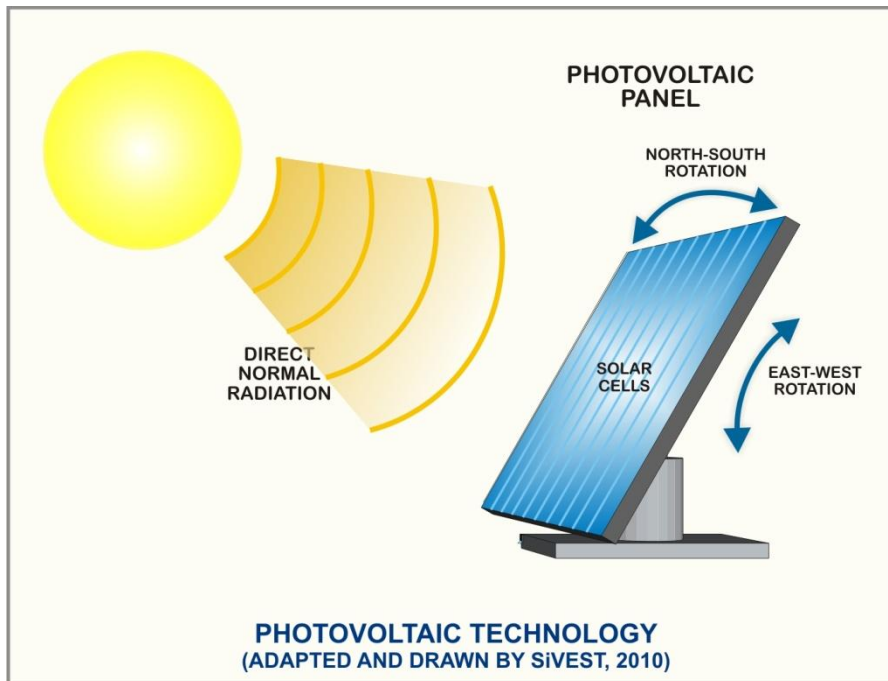 PHOTOVOLTAIC
PANEL
NORTH-SOUTH
ROTATION
DIRECT
NORMAL
RADIATION
SOLAR
CELLS
EAST-WEST
ROTATION
PHOTOVOLTAIC TECHNOLOGY
(ADAPTED AND DRAWN BY SiVEST, 2010)